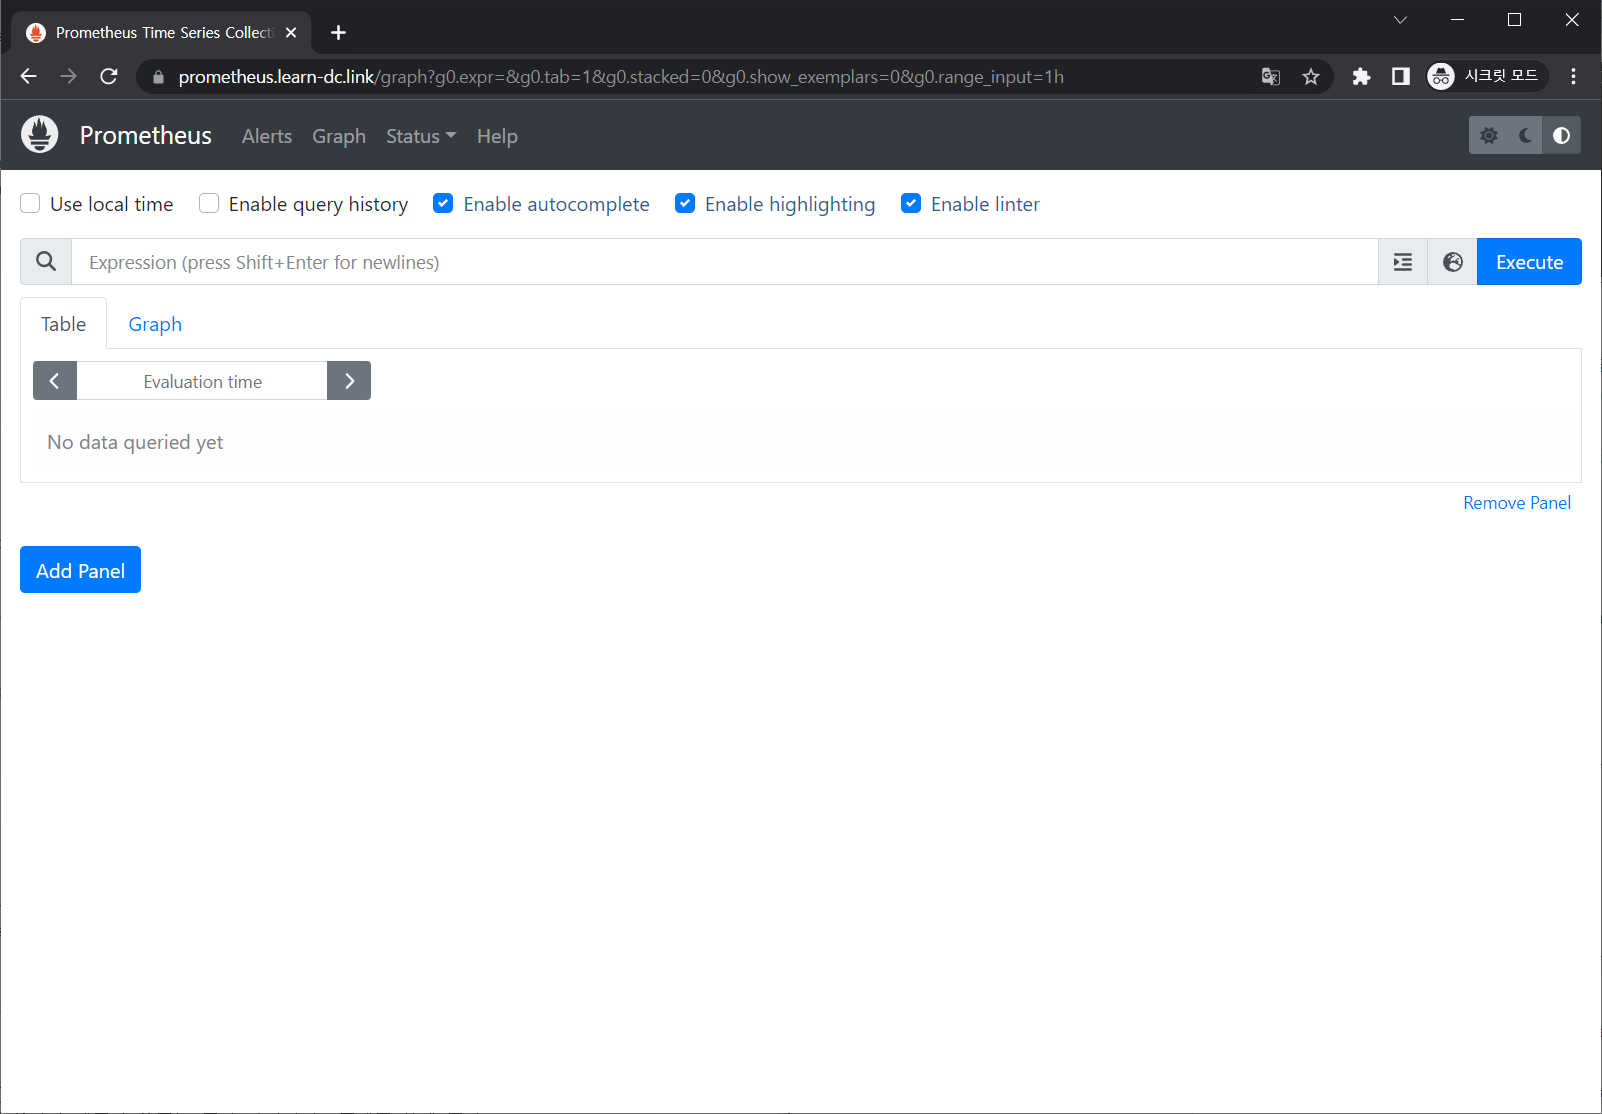 Prometheus Time Series Collecti
prometheus.learn-dc.link/graph?g0.expr=&g0.tab=1&g0.stacked=0&g0.show_exemplars=0&g0.range_input=1h
시크릿 모드
Prometheus Alerts Graph Status Help
Use local time Enable query history Enable autocomplete Enable highlighting Enable linter
Expression (press Shift+Enter for newlines) Execute
Table Graph
Evaluation time
No data queried yet
Remove Panel
Add Panel